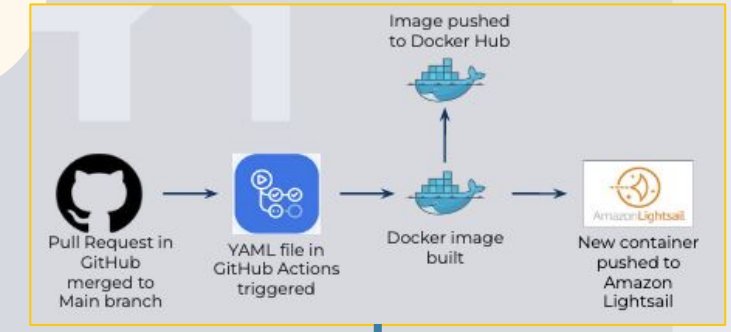 Image pushed
to Docker Hub
Pull Request in
GitHub
merged to
Main branch
YAML file in
GitHub Actions
triggered
Docker image
built
AmazonLightsail
New container
pushed to
Amazon
Lightsail